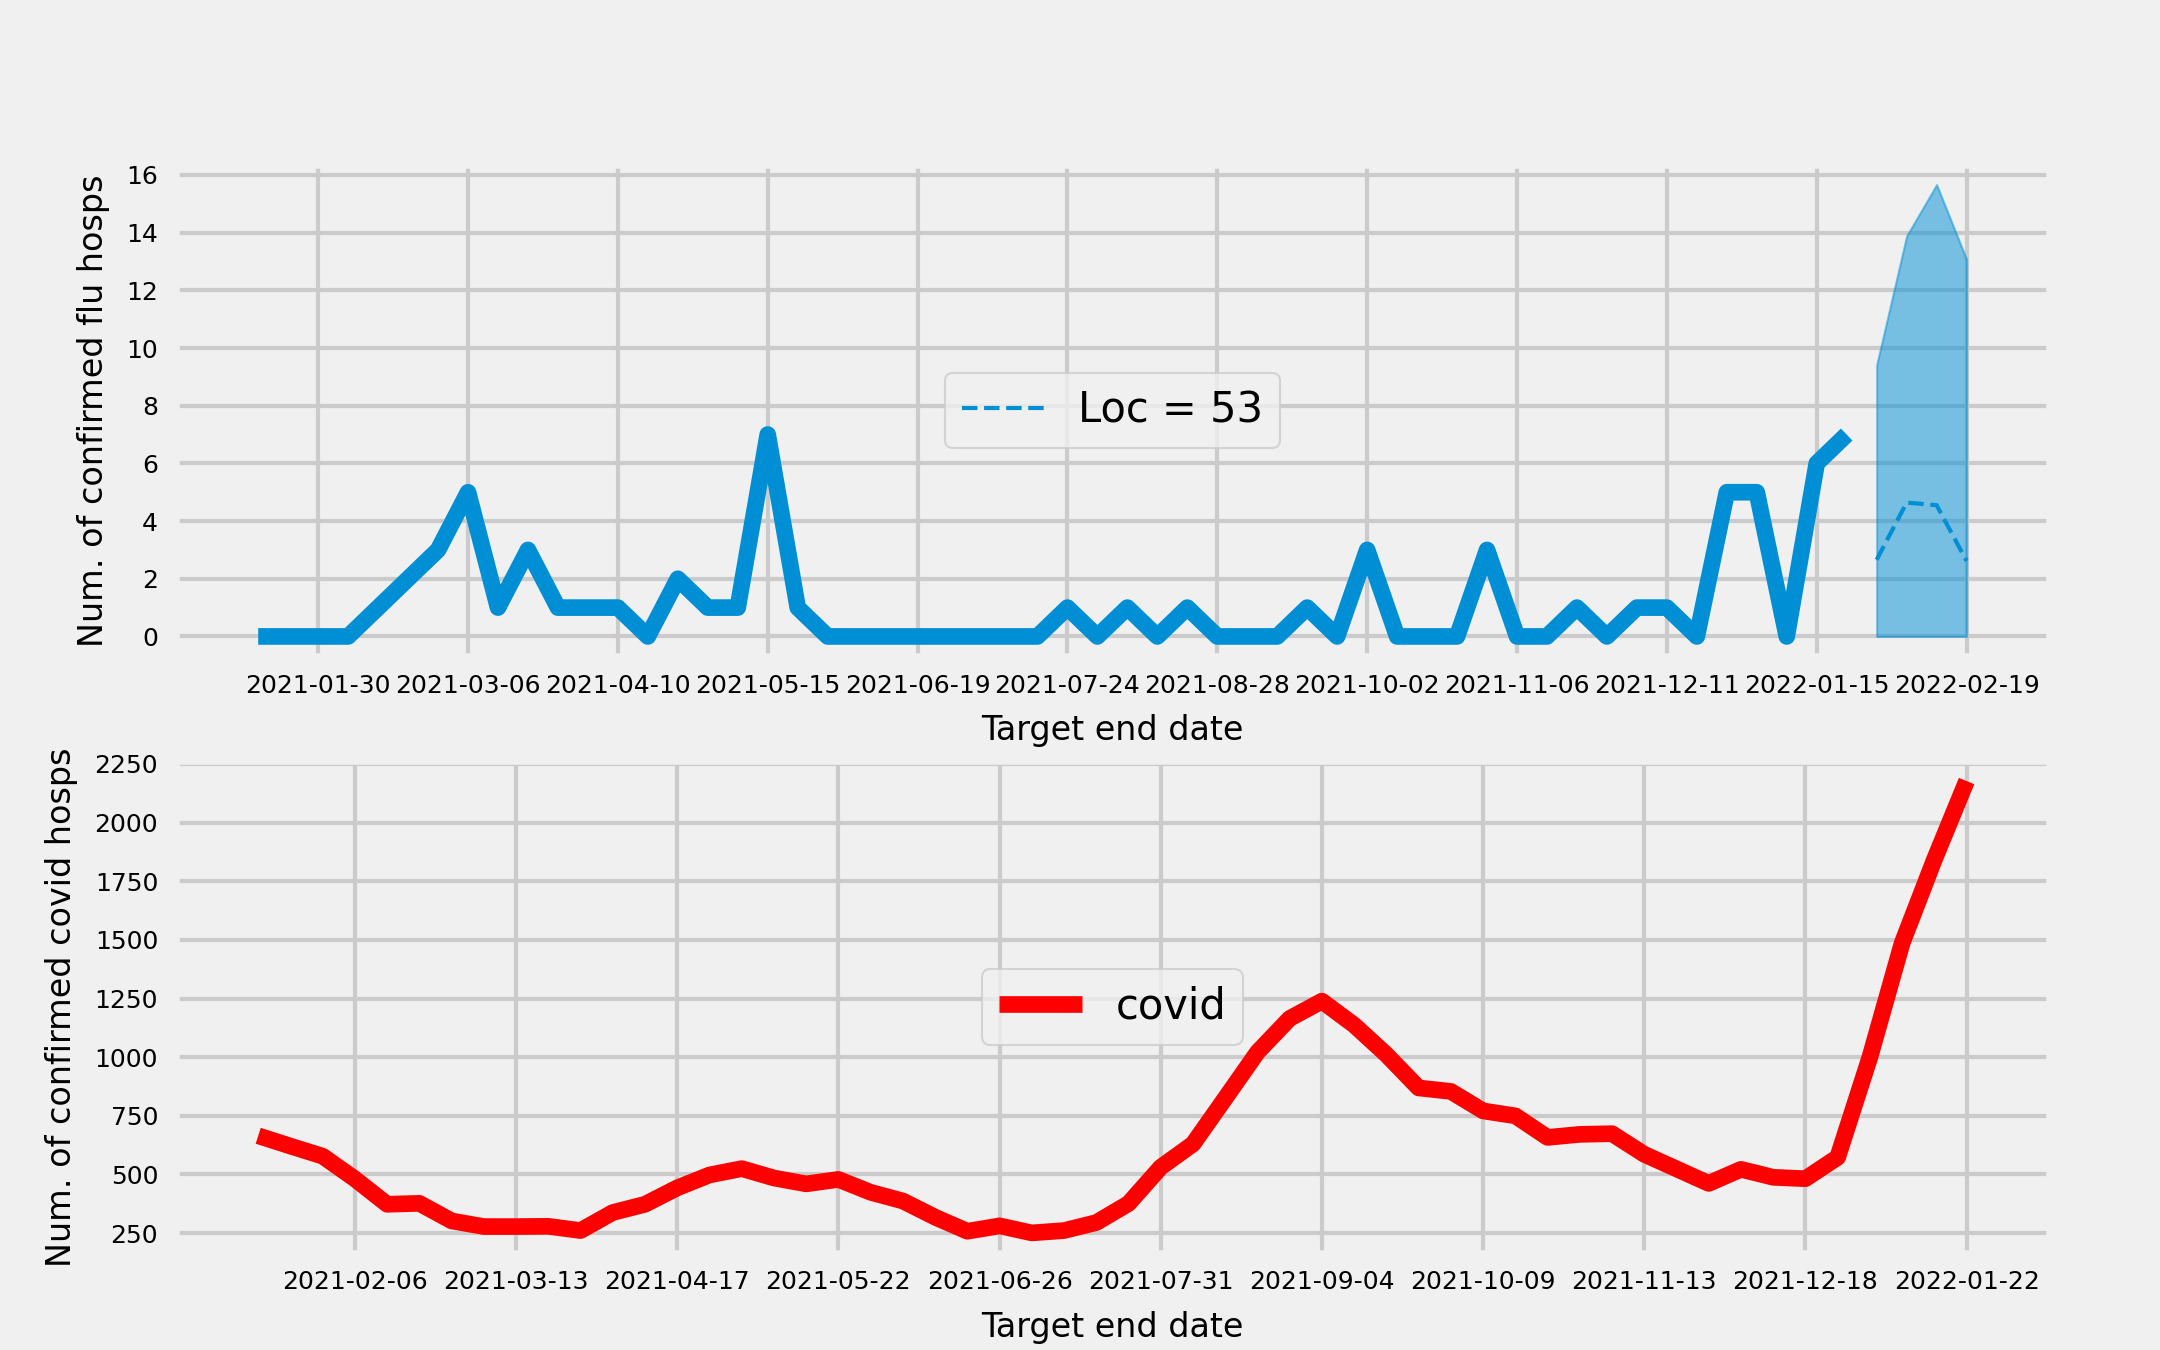 Num. of confirmed flu hosps
16
14
12
10
8
6
4
2
0
Loc = 53
2021-01-30 2021-03-06 2021-04-10 2021-05-15 2021-06-19 2021-07-24 2021-08-28 2021-10-02 2021-11-06 2021-12-11 2022-01-15 2022-02-19
Target end date
Num. of confirmed covid hosps
2250
2000
1750
1500
1250
1000
750
500
250
covid
2021-02-06 2021-03-13 2021-04-17 2021-05-22 2021-06-26 2021-07-31 2021-09-04 2021-10-09 2021-11-13 2021-12-18 2022-01-22
Target end date